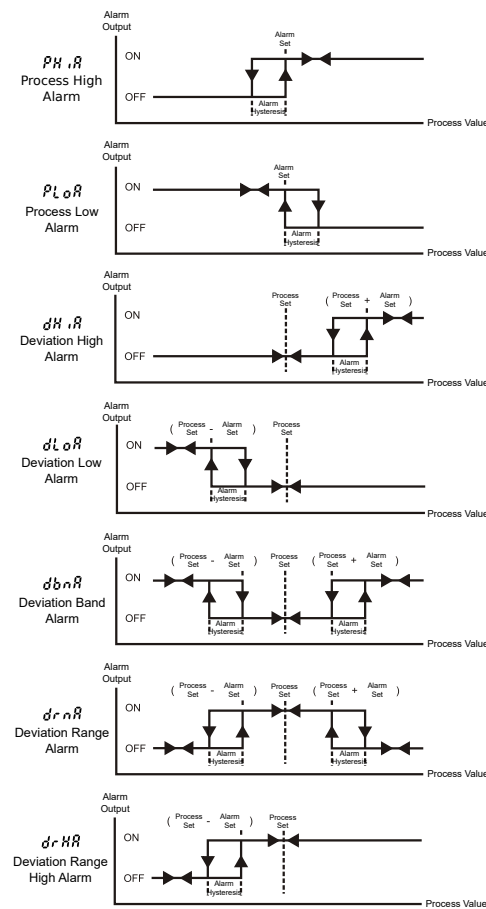 Alarm
Output
Alarm
Set
ON
PH iA
Process High
Alarm
OFF
Alarm
Hysteresis
Process Value
Alarm
Output
Alarm
Set
ON
PLoA
Process Low
Alarm
OFF
Alarm
Hysteresis
Process Value
Alarm
Output
Process
Set
( Process Set + Alarm Set )
ON
dH iA
Deviation High
Alarm
OFF
Alarm
Hysteresis
Process Value
Alarm
Output
( Process Set - Alarm Set )
Process
Set
ON
dLoA
Deviation Low
Alarm
OFF
Alarm
Hysteresis
Process Value
Alarm
Output
( Process Set - Alarm Set )
Process
Set
( Process Set + Alarm Set )
ON
dbnA
Deviation Band
Alarm
OFF
Alarm
Hysteresis
Alarm
Hysteresis
Process Value
Alarm
Output
( Process Set - Alarm Set )
Process
Set
( Process Set + Alarm Set )
ON
drnA
Deviation Range
Alarm
OFF
Alarm
Hysteresis
Alarm
Hysteresis
Process Value
Alarm
Output
( Process Set - Alarm Set )
Process
Set
ON
drHA
Deviation Range
High Alarm
OFF
Alarm
Hysteresis
Process Value